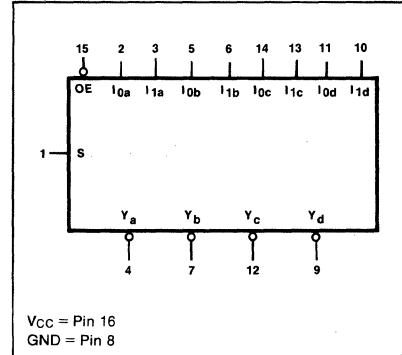 15 2 3 5 6 14 13 11 10
OE I0a I1a I0b I1b I0c I1c I0d I1d
1 S
Ya Yb Yc Yd
4 7 12 9
VCC = Pin 16
GND = Pin 8